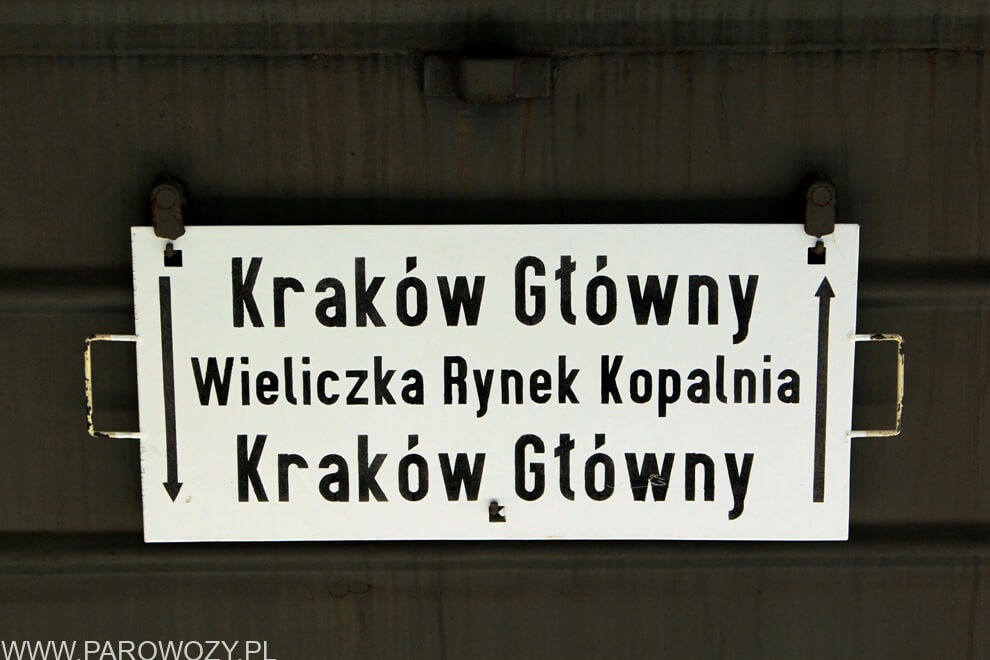 Kraków Główny
Wieliczka Rynek Kopalnia
Kraków Główny
WWW.PAROWOZY.PL